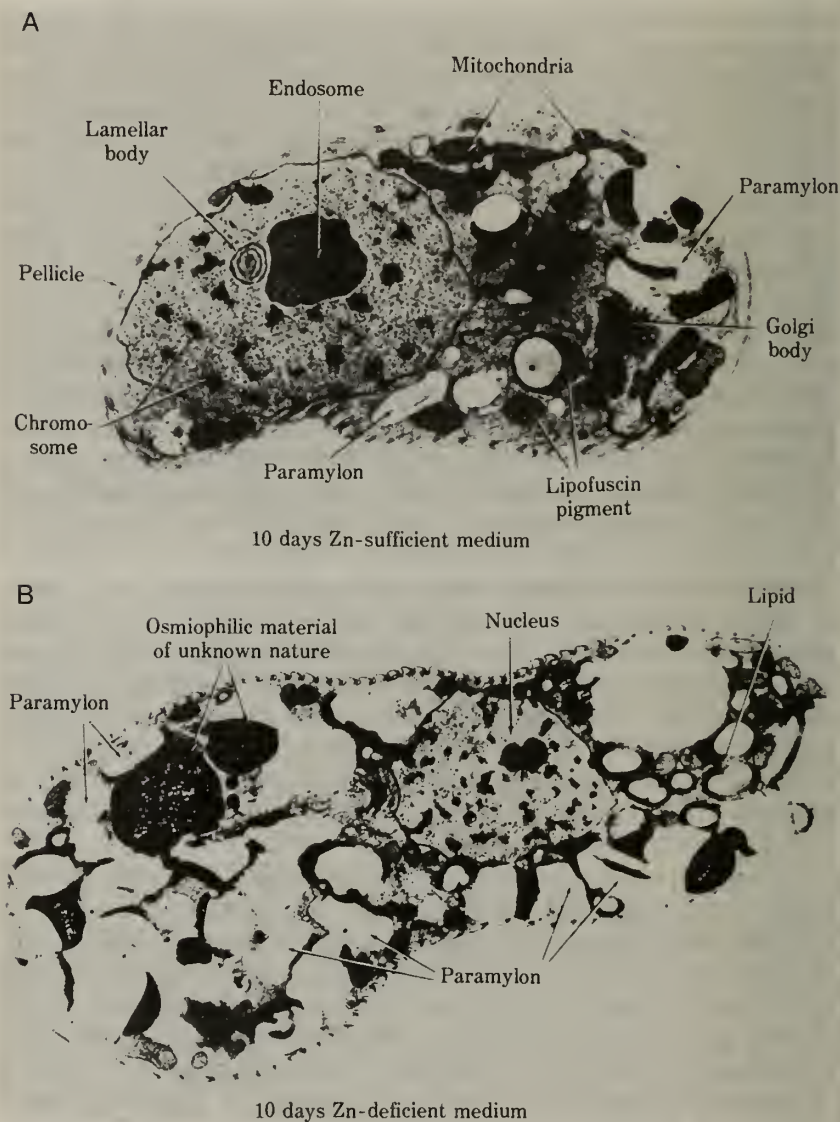 A
Mitochondria
Endosome
Lamellar
body
Paramylon
Pellicle
Golgi
body
Chromo-
some
Paramylon
Lipofuscin
pigment
10 days Zn-sufficient medium
B
Lipid
Osmiophilic material
of unknown nature
Nucleus
Paramylon
Paramylon
10 days Zn-deficient medium